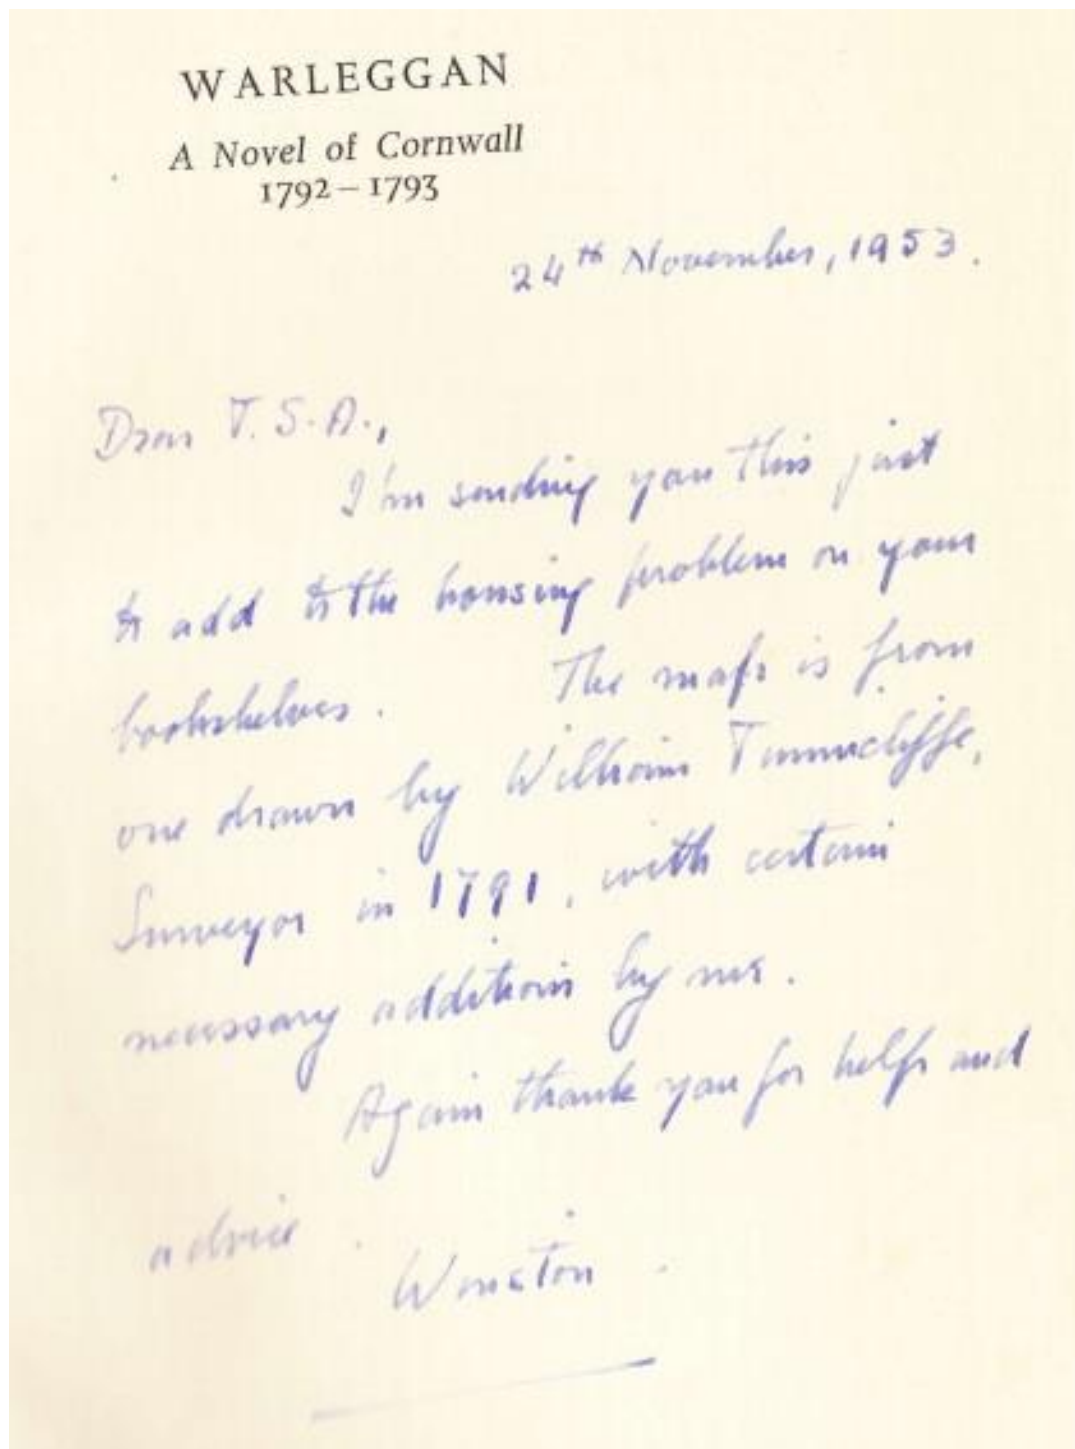 WARLEGGAN
A Novel of Cornwall
1792–1793
24th November, 1953.
Dear T.S.A.,
I'm sending you this just
to add to the housing problem on your
bookshelves. The map is from
one drawn by William Tunnicliffe,
Surveyor in 1791, with certain
necessary additions by me.
Again thank you for help and
advice.
Winston.